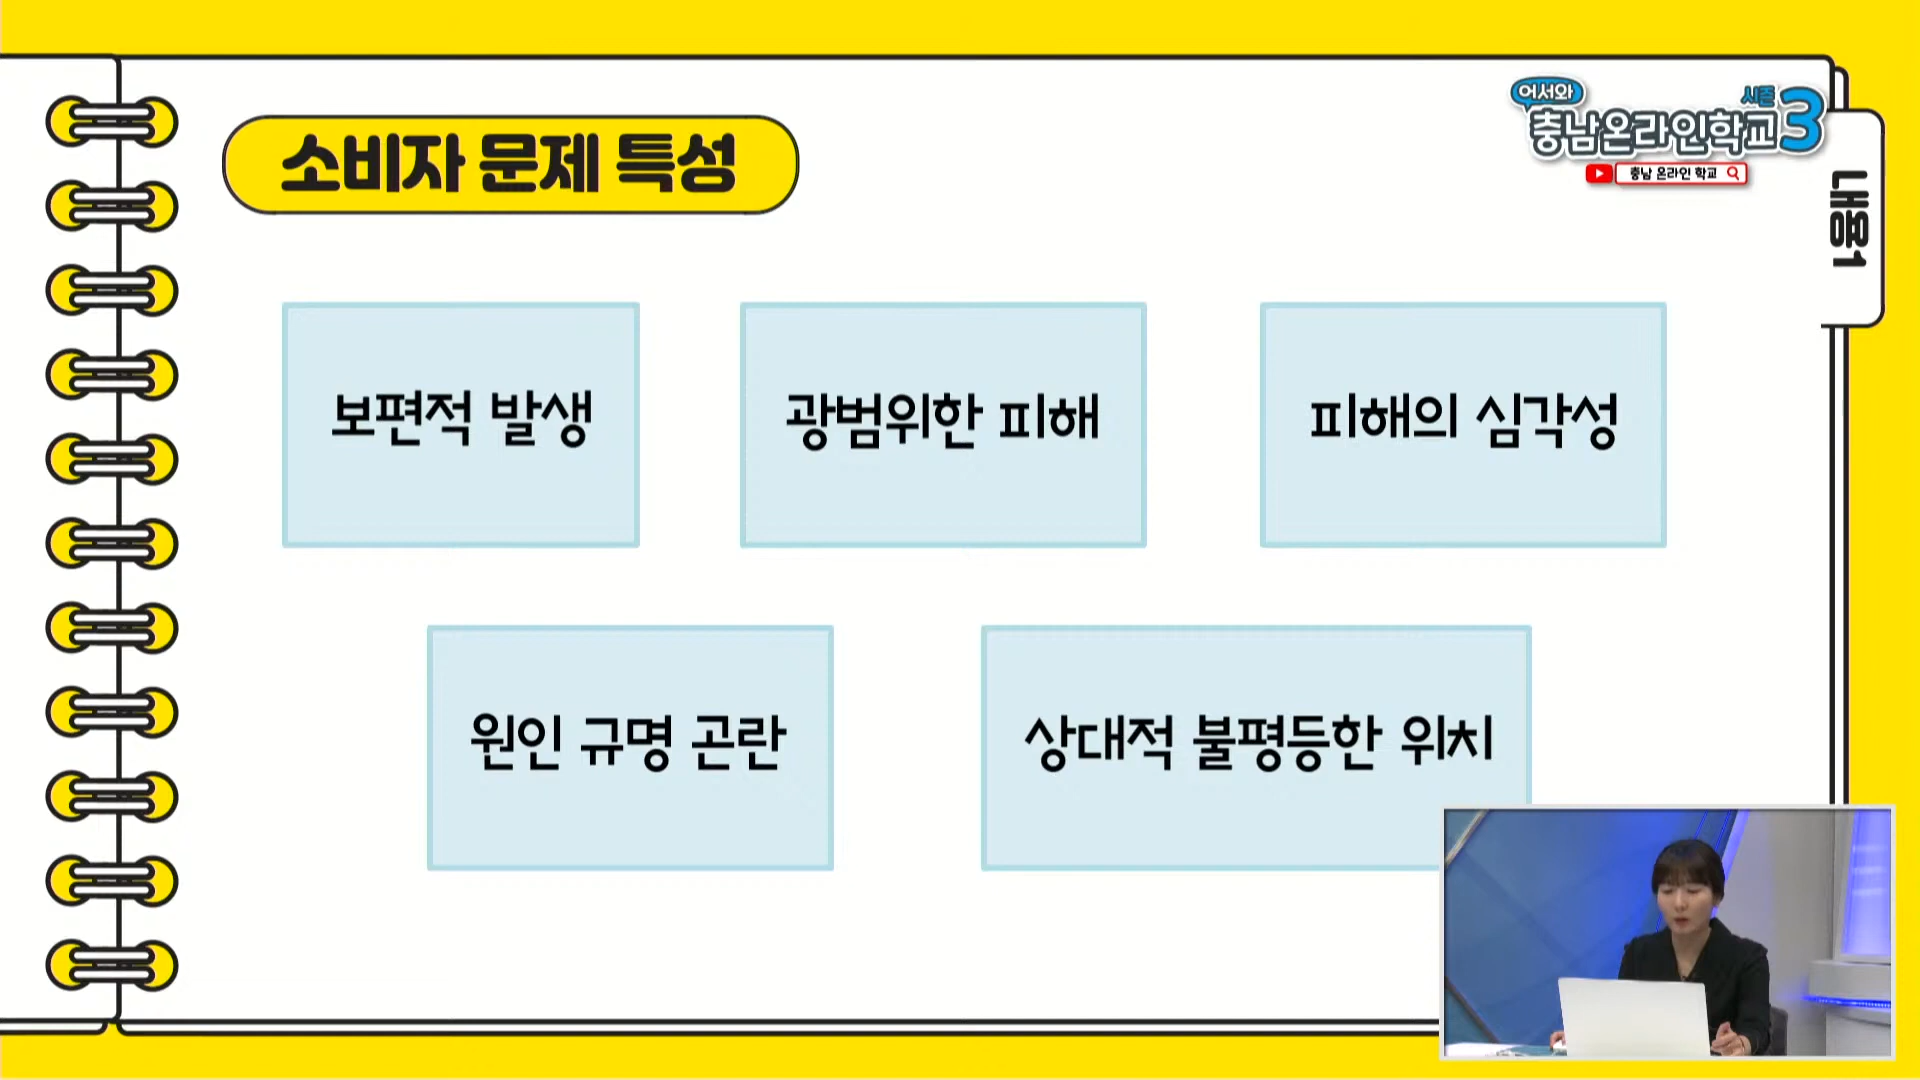 어서와
충남온라인학교
시즌3
충남 온라인 학교
내용1
소비자 문제 특성
보편적 발생
광범위한 피해
피해의 심각성
원인 규명 곤란
상대적 불평등한 위치